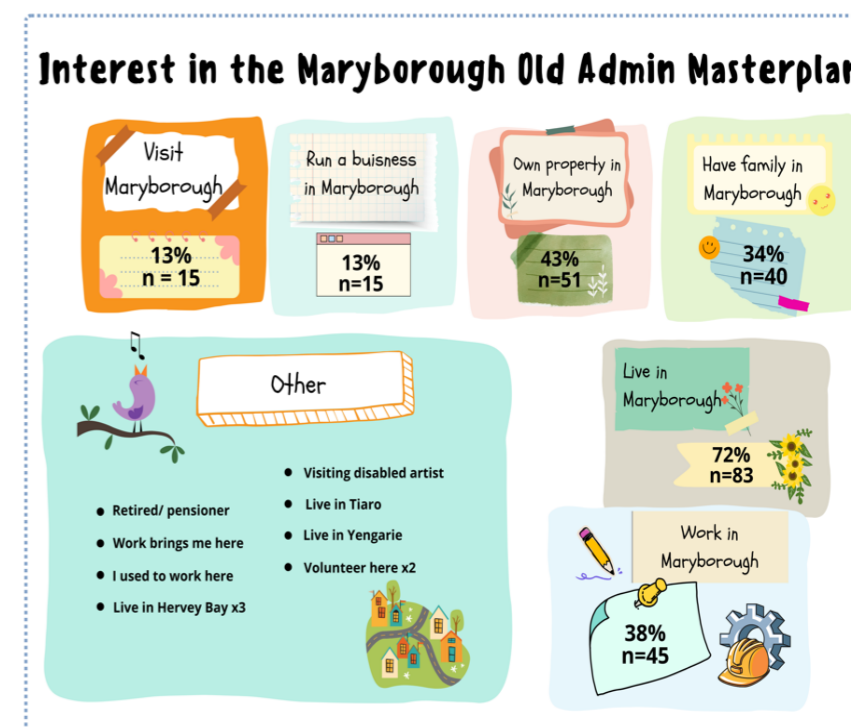 Interest in the Maryborough Old Admin Masterplan
Visit
Maryborough
13%
n = 15
Run a buisness
in Maryborough
13%
n=15
Own property in
Maryborough
43%
n=51
Have family in
Maryborough
34%
n=40
Other
Retired/ pensioner
Work brings me here
I used to work here
Live in Hervey Bay x3
Visiting disabled artist
Live in Tiaro
Live in Yengarie
Volunteer here x2
Live in
Maryborough
72%
n=83
Work in
Maryborough
38%
n=45